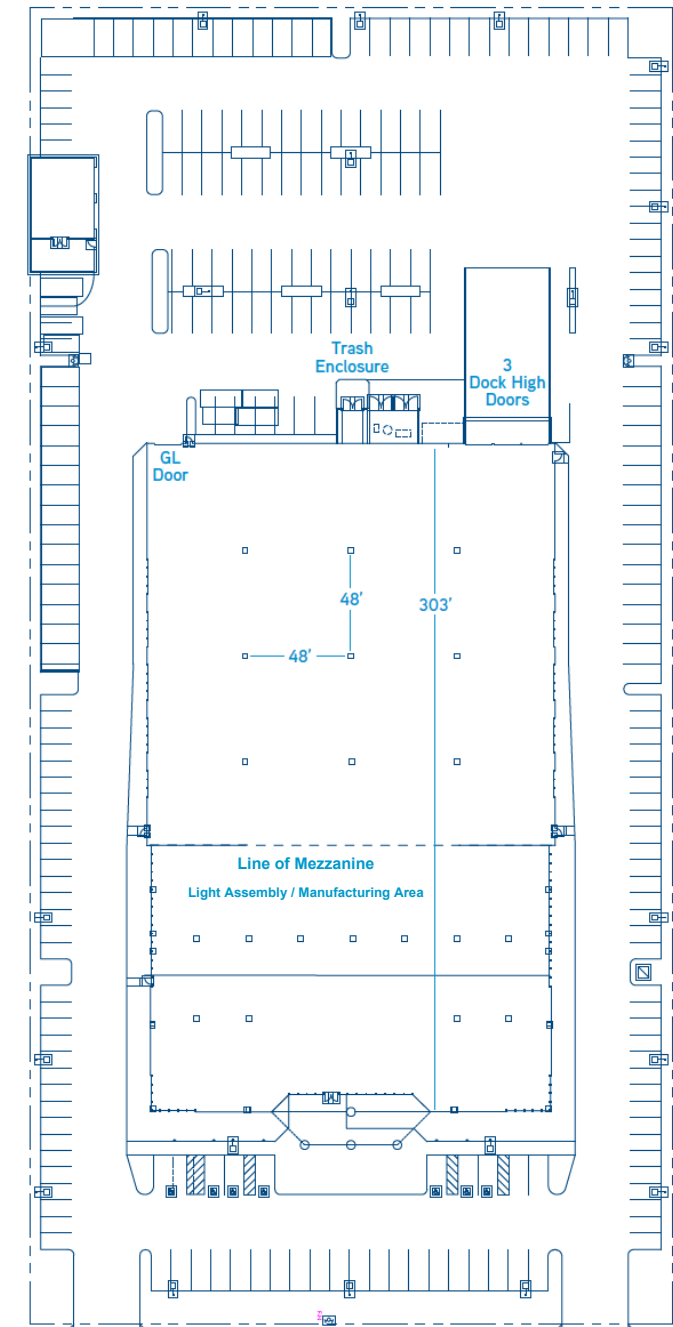 Trash
Enclosure
3
Dock High
Doors
GL
Door
48'
303'
48'
Line of Mezzanine
Light Assembly / Manufacturing Area